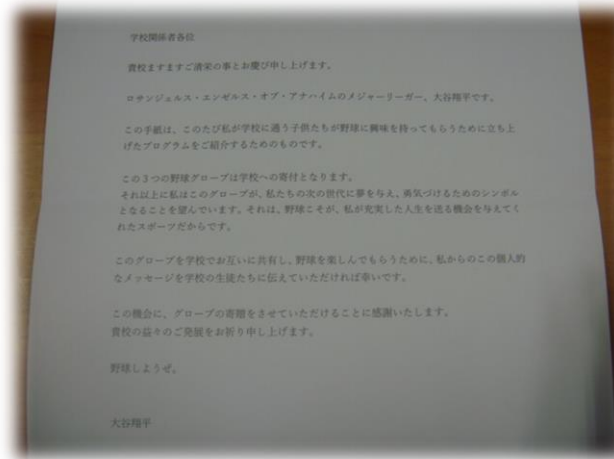 学校関係者各位
貴校ますますご清栄の事とお慶び申し上げます。
ロサンジェルス・エンゼルス・オブ・アナハイムのメジャーリーガー、大谷翔平です。
この手紙は、このたび私が学校に通う子供たちが野球に興味を持ってもらうために立ち上
げたプログラムをご紹介するためのものです。
この３つの野球グローブは学校への寄付となります。
それ以上に私はこのグローブが、私たちの次の世代に夢を与え、勇気づけるためのシンボル
となることを望んでいます。それは、野球こそが、私が充実した人生を送る機会を与えてく
れたスポーツだからです。
このグローブを学校でお互いに共有し、野球を楽しんでもらうために、私からのこの個人的
なメッセージを学校の生徒たちに伝えていただければ幸いです。
この機会に、グローブの寄贈をさせていただけることに感謝いたします。
貴校の益々のご発展をお祈り申し上げます。
野球しようぜ。
大谷翔平